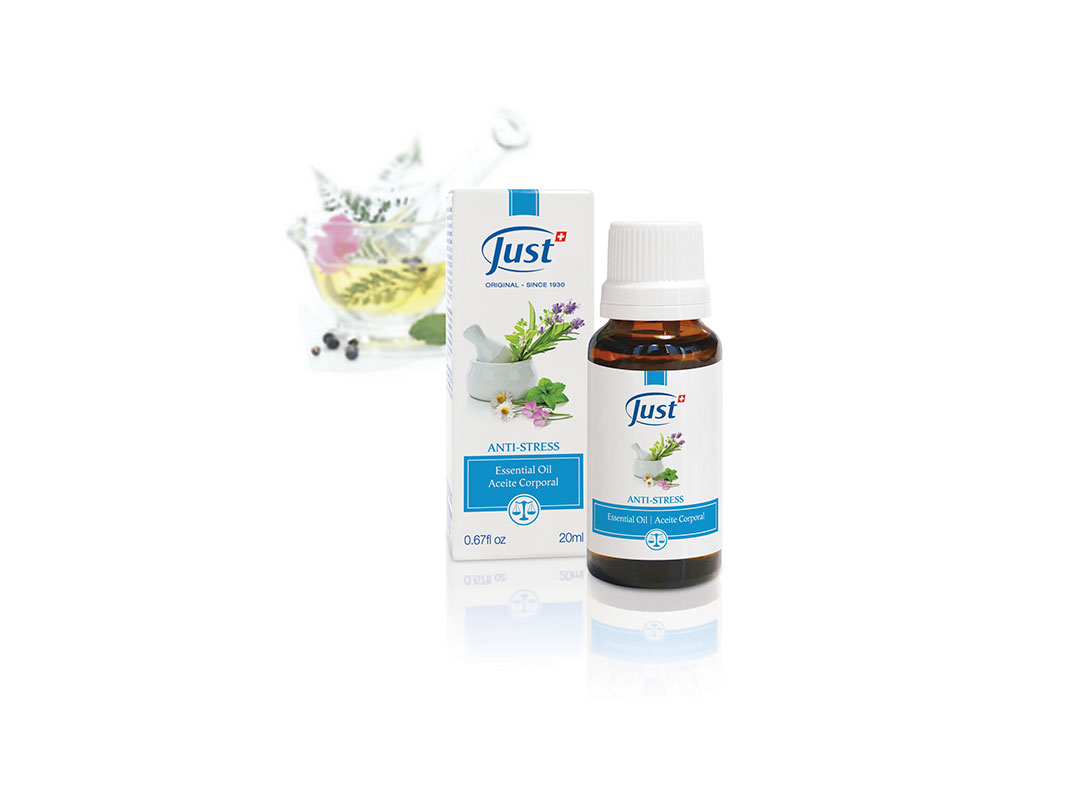 Just
ORIGINAL - SINCE 1930
ANTI-STRESS
Essential Oil
Aceite Corporal
0.67fl oz 20ml
Just
ANTI-STRESS
Essential Oil | Aceite Corporal